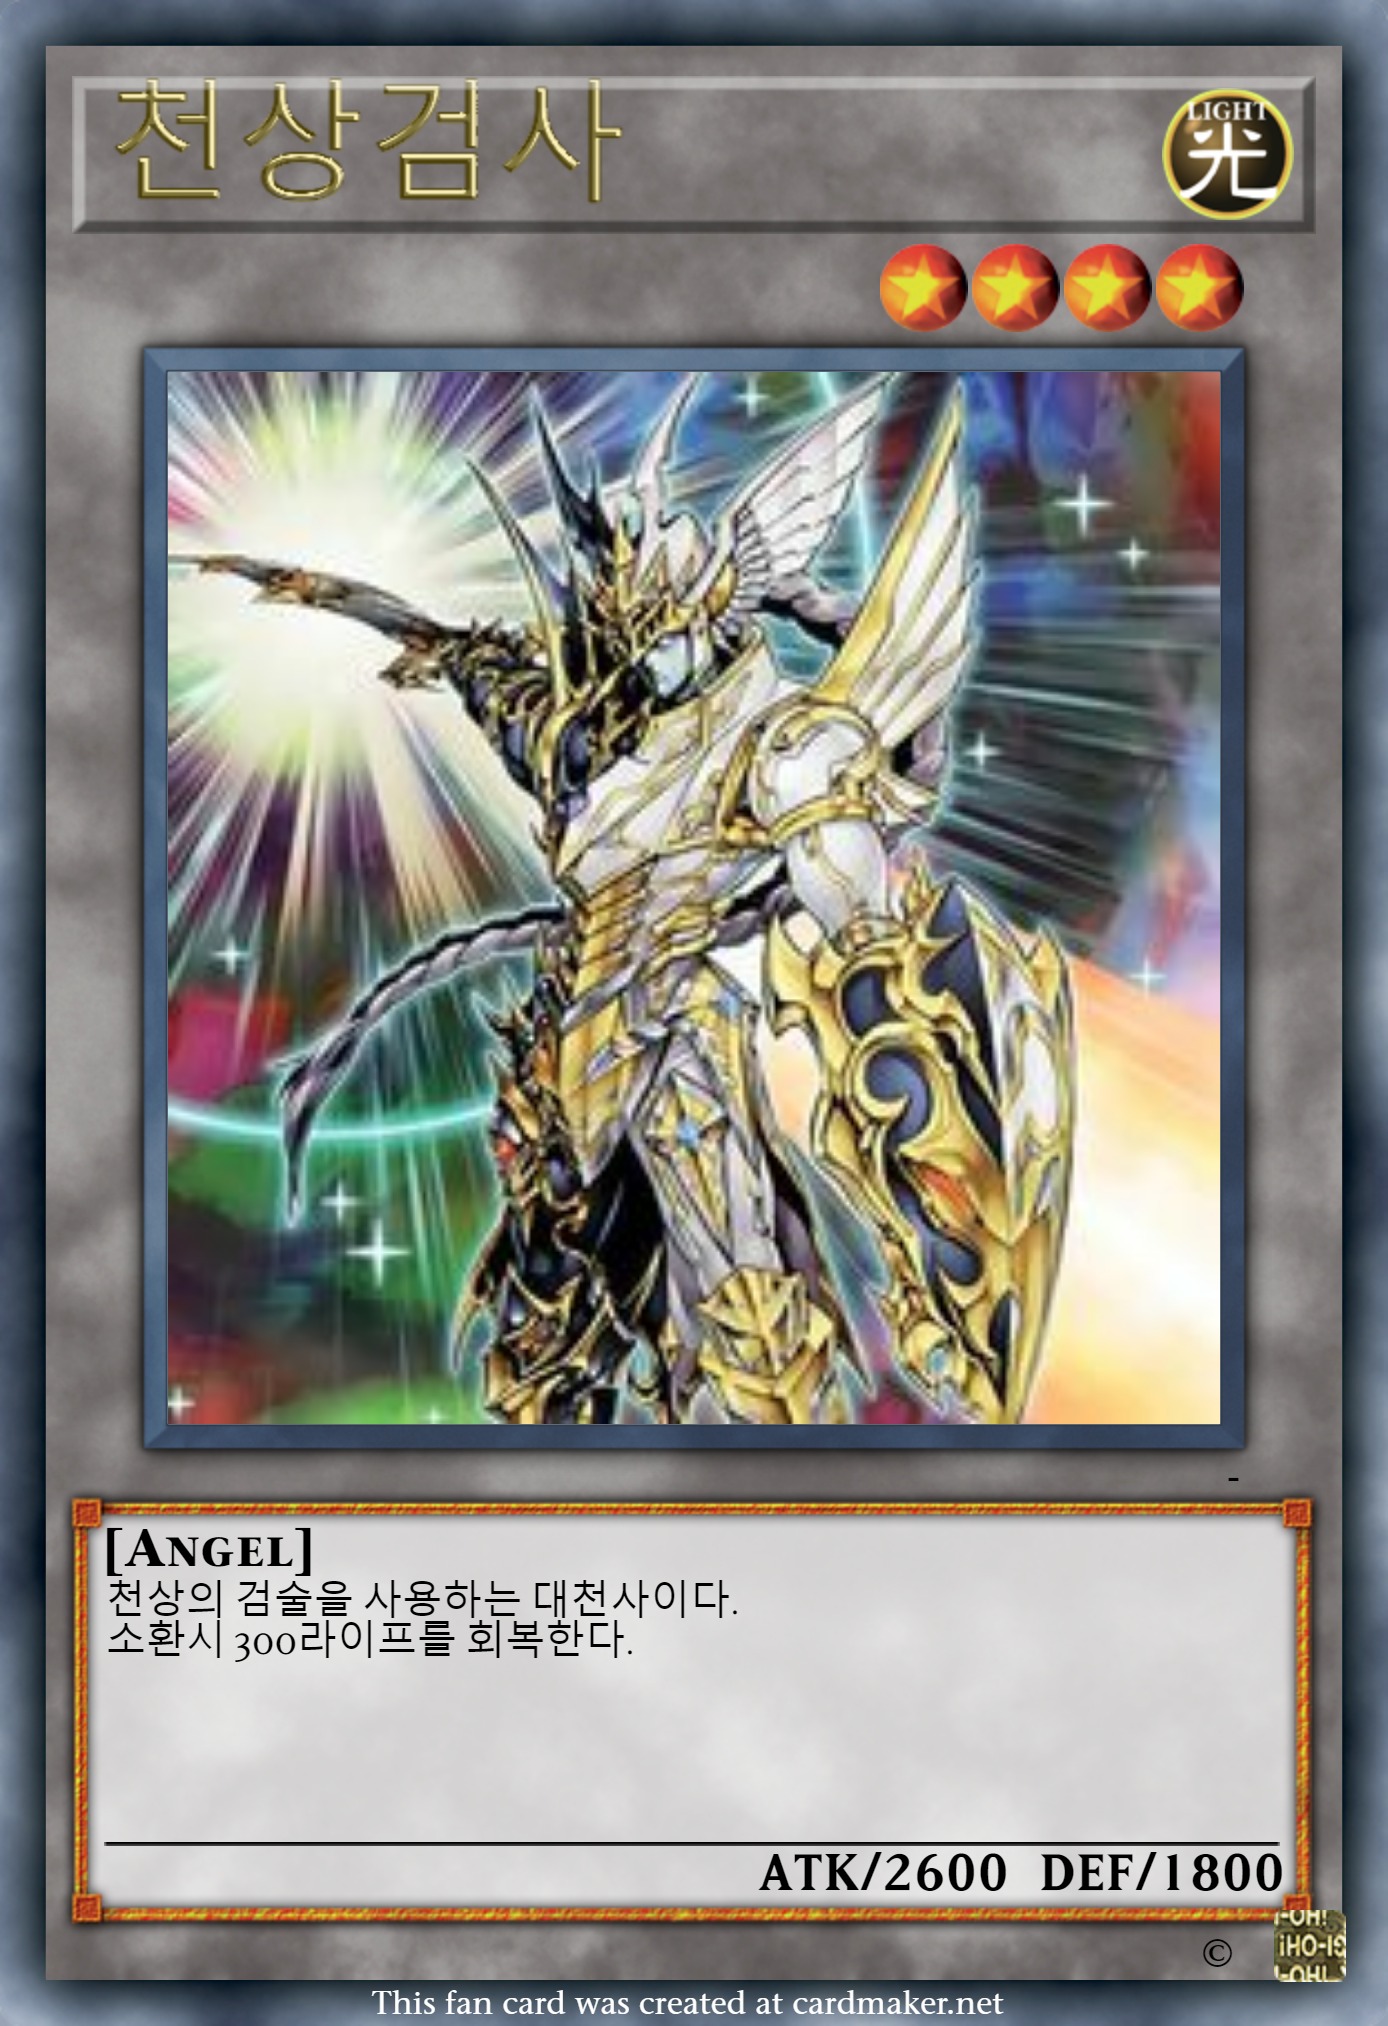 천상검사
LIGHT
光
-
[ANGEL]
천상의 검술을 사용하는 대천사이다.
소환시 300라이프를 회복한다.
ATK/2600 DEF/1800
©
This fan card was created at cardmaker.net